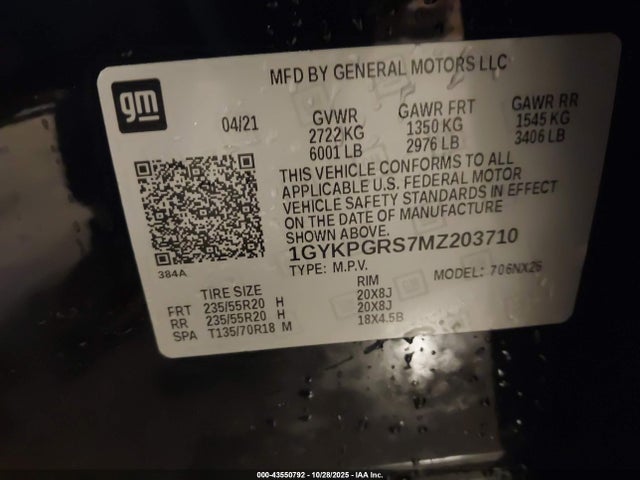 MFD BY GENERAL MOTORS LLC
gm
04/21
GVWR
2722 KG
6001 LB
GAWR FRT
1350 KG
2976 LB
GAWR RR
1545 KG
3406 LB
THIS VEHICLE CONFORMS TO ALL
APPLICABLE U.S. FEDERAL MOTOR
VEHICLE SAFETY STANDARDS IN EFFECT
ON THE DATE OF MANUFACTURE
SHOWN ABOVE.
384A
1GYKPGRS7MZ203710
TYPE: M.P.V.
MODEL: 706NX26
TIRE SIZE
RIM
FRT 235/55R20 H 20X8J
RR 235/55R20 H 20X8J
SPA T135/70R18 M 18X4.5B
000-43550792 - 10/28/2025 - IAA Inc.